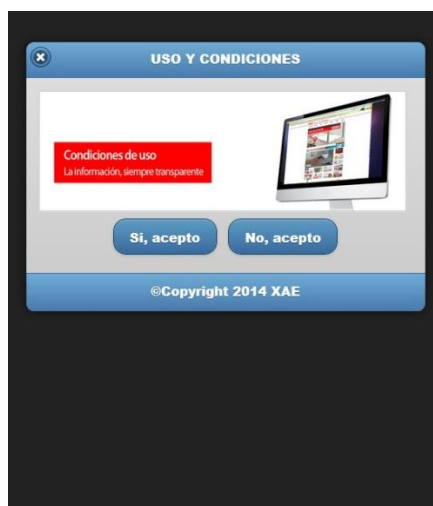 USO Y CONDICIONES
Condiciones de uso
La información, siempre transparente
Si, acepto
No, acepto
©Copyright 2014 XAE